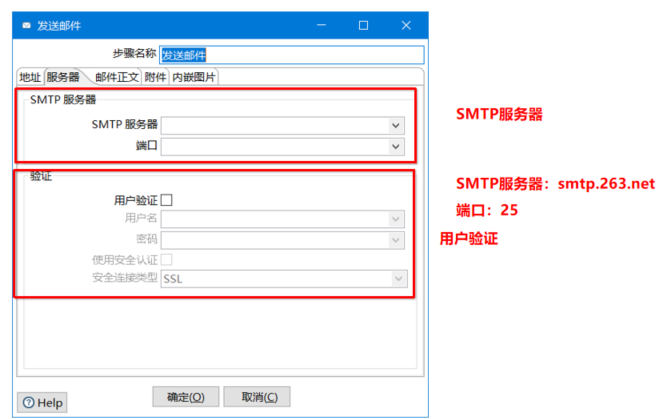 发送邮件
步骤名称 发送邮件
地址 服务器 邮件正文 附件 内嵌图片
SMTP 服务器
SMTP 服务器
端口
验证
用户验证
用户名
密码
使用安全认证
安全连接类型 SSL
Help
确定(O)
取消(C)
SMTP服务器
SMTP服务器：smtp.263.net
端口：25
用户验证